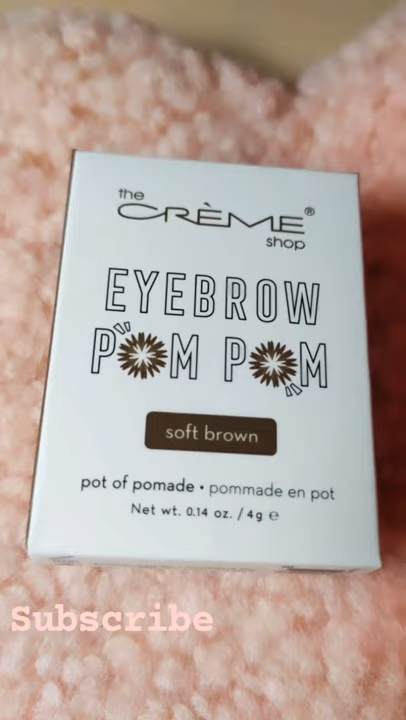 the
CRÈME®
shop
EYEBROW
POM POM
soft brown
pot of pomade • pommade en pot
Net wt. 0.14 oz. / 4g ℮
Subscribe